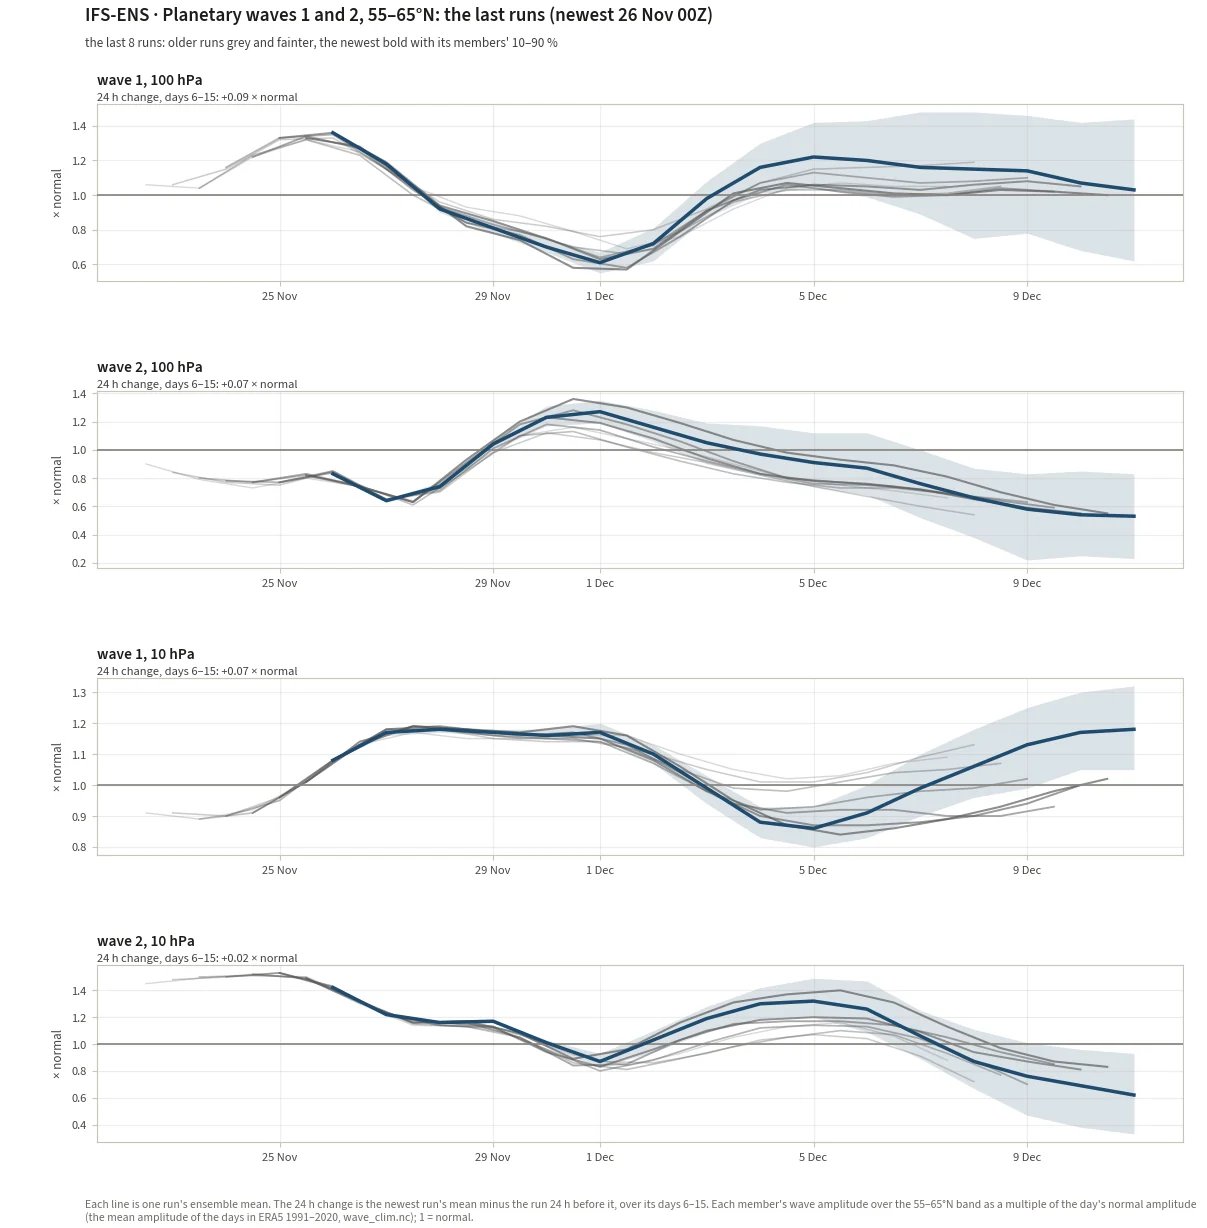 IFS-ENS · Planetary waves 1 and 2, 55–65°N: the last runs (newest 26 Nov 00Z)
the last 8 runs: older runs grey and fainter, the newest bold with its members' 10–90 %
wave 1, 100 hPa
24 h change, days 6–15: +0.09 × normal
1.4
1.2
1.0
0.8
0.6
× normal
25 Nov
29 Nov
1 Dec
5 Dec
9 Dec
wave 2, 100 hPa
24 h change, days 6–15: +0.07 × normal
1.4
1.2
1.0
0.8
0.6
0.4
0.2
× normal
25 Nov
29 Nov
1 Dec
5 Dec
9 Dec
wave 1, 10 hPa
24 h change, days 6–15: +0.07 × normal
1.3
1.2
1.1
1.0
0.9
0.8
× normal
25 Nov
29 Nov
1 Dec
5 Dec
9 Dec
wave 2, 10 hPa
24 h change, days 6–15: +0.02 × normal
1.4
1.2
1.0
0.8
0.6
0.4
× normal
25 Nov
29 Nov
1 Dec
5 Dec
9 Dec
Each line is one run's ensemble mean. The 24 h change is the newest run's mean minus the run 24 h before it, over its days 6–15. Each member's wave amplitude over the 55–65°N band as a multiple of the day's normal amplitude
(the mean amplitude of the days in ERA5 1991–2020, wave_clim.nc); 1 = normal.